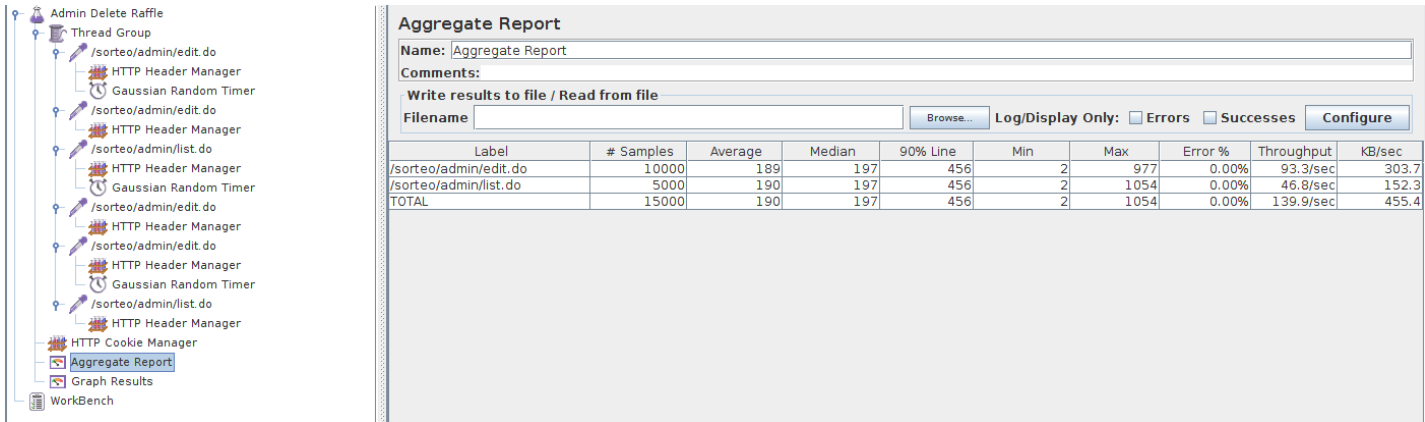 Admin Delete Raffle
Thread Group
/sorteo/admin/edit.do
HTTP Header Manager
Gaussian Random Timer
/sorteo/admin/edit.do
HTTP Header Manager
/sorteo/admin/list.do
HTTP Header Manager
Gaussian Random Timer
/sorteo/admin/edit.do
HTTP Header Manager
/sorteo/admin/edit.do
HTTP Header Manager
Gaussian Random Timer
/sorteo/admin/list.do
HTTP Header Manager
HTTP Cookie Manager
Aggregate Report
Graph Results
WorkBench
Aggregate Report
Name: Aggregate Report
Comments:
Write results to file / Read from file
Filename Browse... Log/Display Only: Errors Successes Configure
Label # Samples Average Median 90% Line Min Max Error % Throughput KB/sec
/sorteo/admin/edit.do 10000 189 197 456 2 977 0.00% 93.3/sec 303.7
/sorteo/admin/list.do 5000 190 197 456 2 1054 0.00% 46.8/sec 152.3
TOTAL 15000 190 197 456 2 1054 0.00% 139.9/sec 455.4